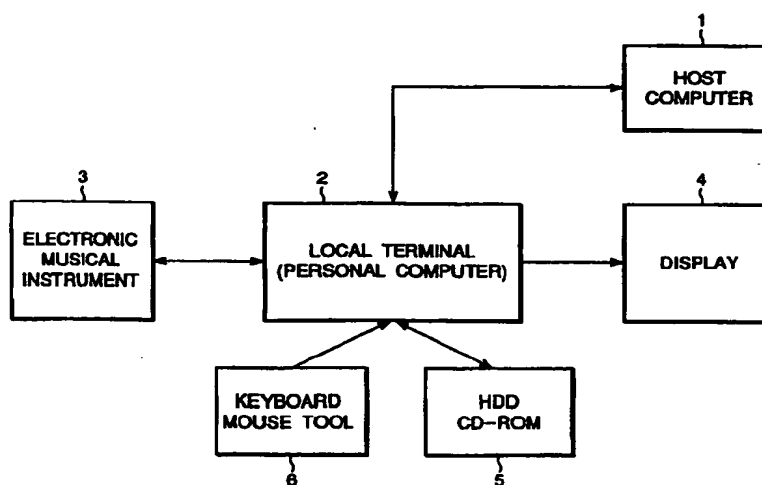 1
HOST
COMPUTER
3
ELECTRONIC
MUSICAL
INSTRUMENT
2
LOCAL TERMINAL
(PERSONAL COMPUTER)
4
DISPLAY
KEYBOARD
MOUSE TOOL
6
HDD
CD-ROM
5